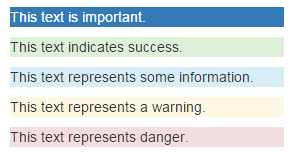 This text is important.
This text indicates success.
This text represents some information.
This text represents a warning.
This text represents danger.